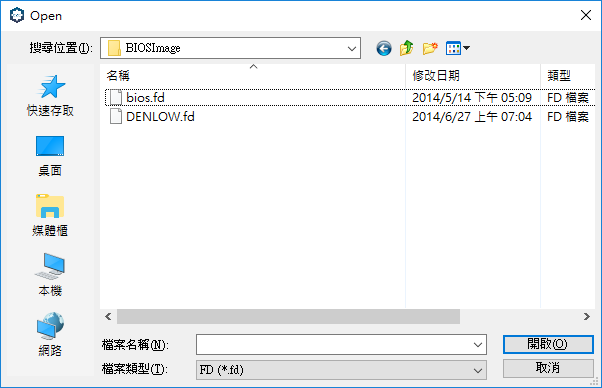 Open
搜尋位置(I):
BIOSImage
名稱
修改日期
類型
bios.fd
2014/5/14 下午 05:09
FD 檔案
DENLOW.fd
2014/6/27 上午 07:04
FD 檔案
快速存取
桌面
媒體櫃
本機
網路
檔案名稱(N):
開啟(O)
檔案類型(T):
FD (*.fd)
取消